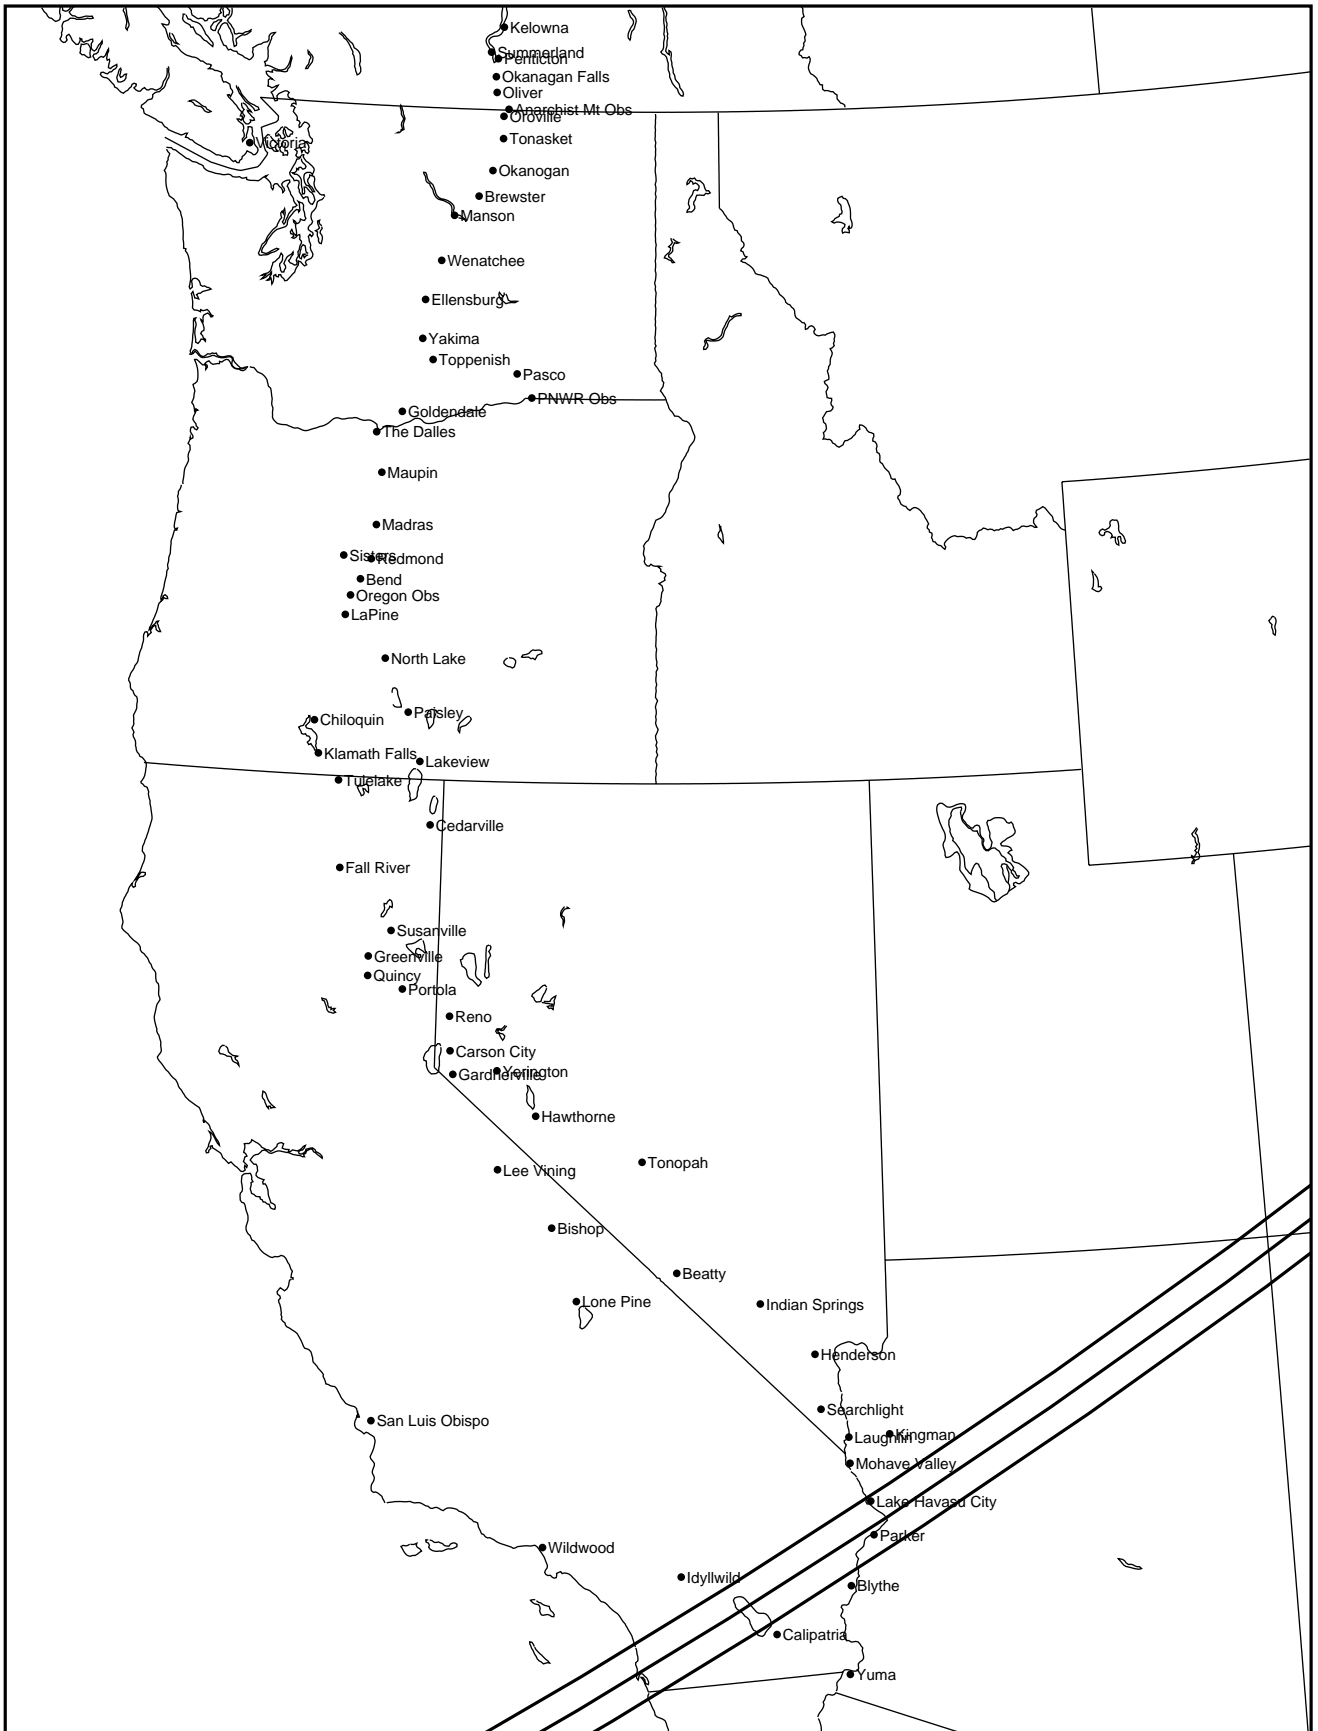 Kelowna
Summerland
Penticton
Okanagan Falls
Oliver
Anarchist Mt Obs
Oroville
Tonasket
Victoria
Okanogan
Brewster
Manson
Wenatchee
Ellensburg
Yakima
Toppenish
Pasco
PNWR Obs
Goldendale
The Dalles
Maupin
Madras
Sisters
Redmond
Bend
Oregon Obs
LaPine
North Lake
Paisley
Chiloquin
Klamath Falls
Lakeview
Tulelake
Cedarville
Fall River
Susanville
Greenville
Quincy
Portola
Reno
Carson City
Yerington
Gardnerville
Hawthorne
Tonopah
Lee Vining
Bishop
Beatty
Lone Pine
Indian Springs
Henderson
Searchlight
San Luis Obispo
Kingman
Laughlin
Mohave Valley
Lake Havasu City
Parker
Wildwood
Idyllwild
Blythe
Calipatria
Yuma